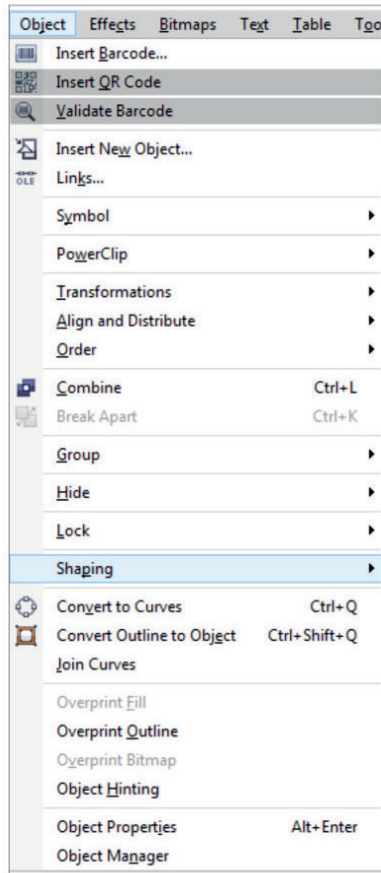 Object Effects Bitmaps Text Table Too
Insert Barcode...
Insert QR Code
Validate Barcode
Insert New Object...
OLE Links...
Symbol
PowerClip
Transformations
Align and Distribute
Order
Combine Ctrl+L
Break Apart Ctrl+K
Group
Hide
Lock
Shaping
Convert to Curves Ctrl+Q
Convert Outline to Object Ctrl+Shift+Q
Join Curves
Overprint Fill
Overprint Outline
Overprint Bitmap
Object Hinting
Object Properties Alt+Enter
Object Manager